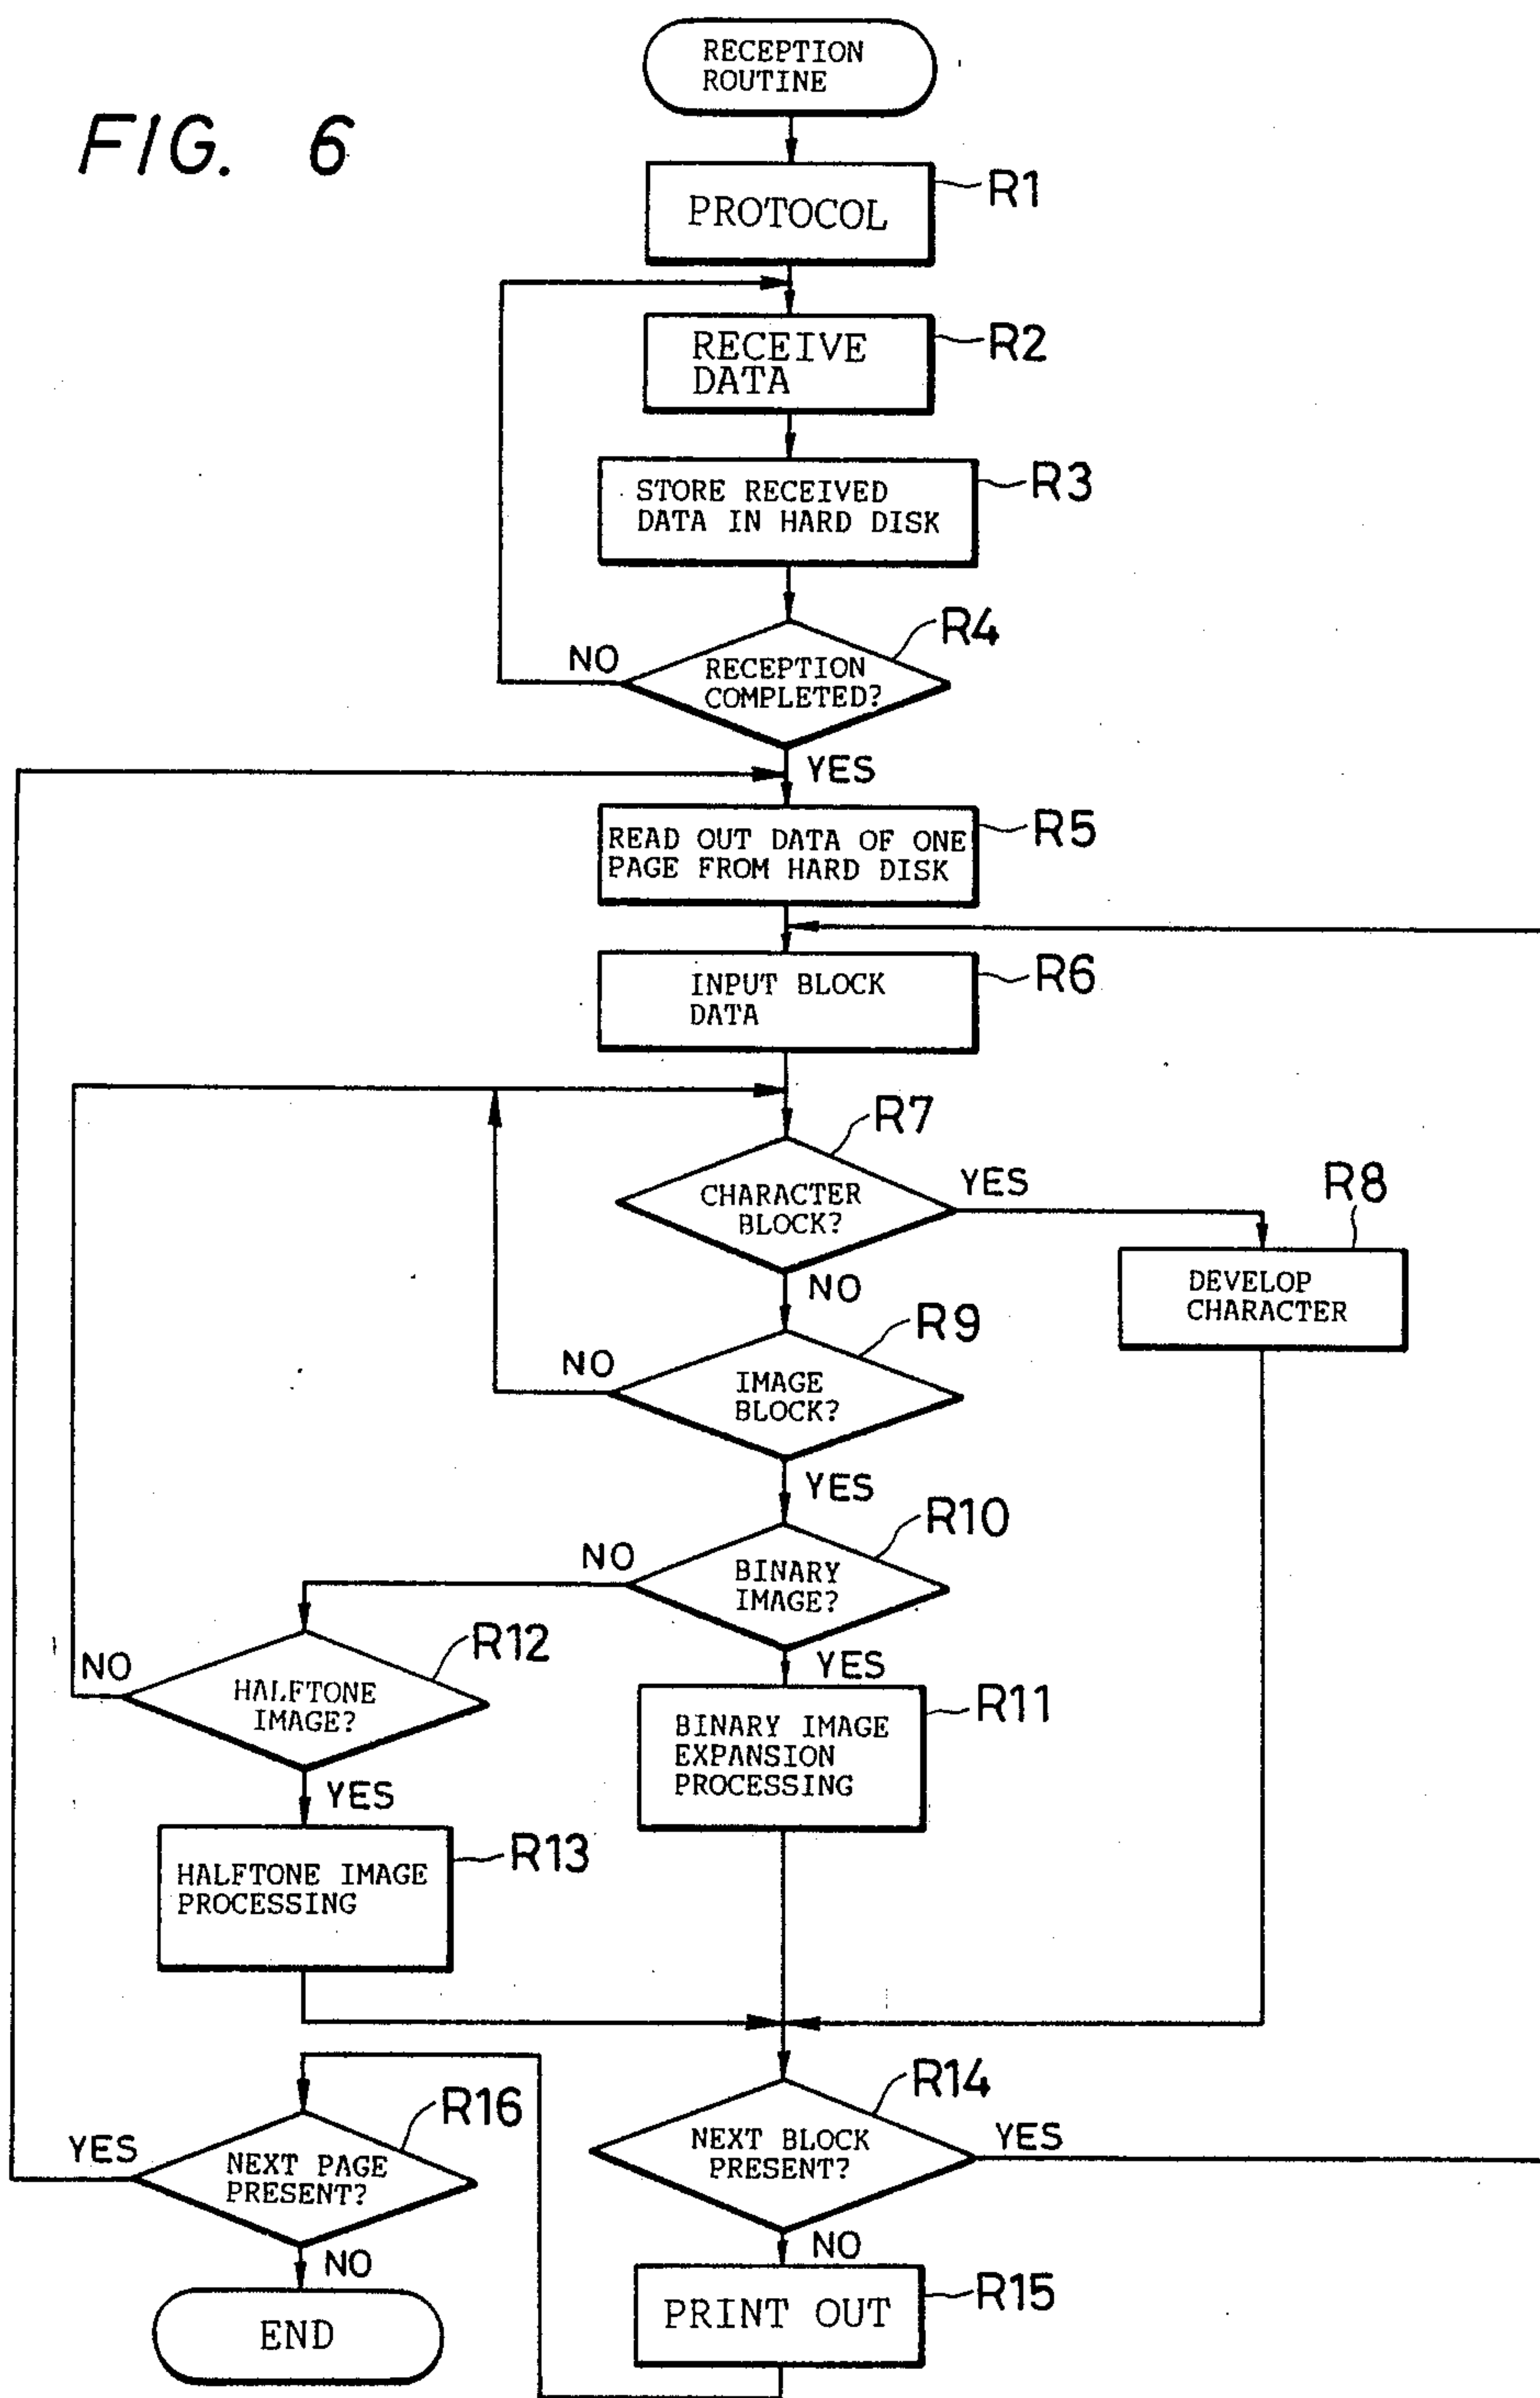 FIG. 6
RECEPTION
ROUTINE
PROTOCOL
R1
RECEIVE
DATA
R2
STORE RECEIVED
DATA IN HARD DISK
R3
R4
NO
RECEPTION
COMPLETED?
YES
READ OUT DATA OF ONE
PAGE FROM HARD DISK
R5
INPUT BLOCK
DATA
R6
R7
CHARACTER
BLOCK?
YES
R8
DEVELOP
CHARACTER
NO
R9
NO
IMAGE
BLOCK?
YES
R10
NO
BINARY
IMAGE?
YES
R12
NO
HALFTONE
IMAGE?
YES
R11
BINARY IMAGE
EXPANSION
PROCESSING
R13
HALFTONE IMAGE
PROCESSING
R14
NEXT BLOCK
PRESENT?
YES
NO
R16
YES
NEXT PAGE
PRESENT?
NO
PRINT OUT
R15
END